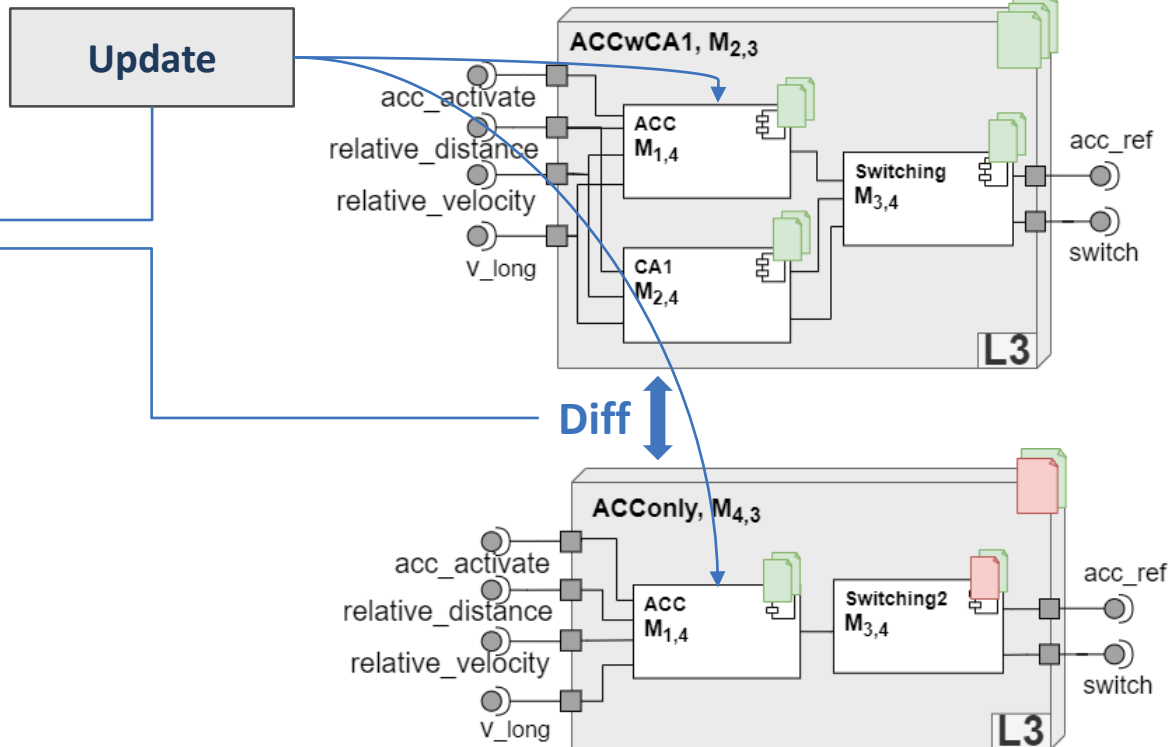 Update
ACCwCA1, M2,3
acc_activate
relative_distance
relative_velocity
V_long
ACC
M1,4
CA1
M2,4
Switching
M3,4
acc_ref
switch
L3
Diff
ACConly, M4,3
acc_activate
relative_distance
relative_velocity
V_long
ACC
M1,4
Switching2
M3,4
acc_ref
switch
L3